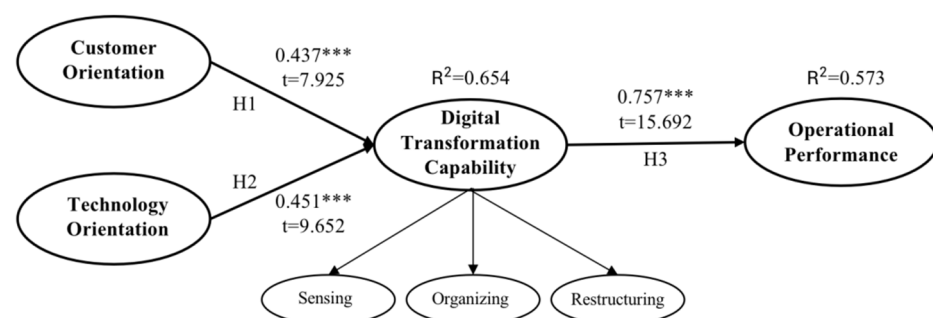 Customer
Orientation
0.437***
t=7.925
H1
R²=0.654
Digital
Transformation
Capability
0.757***
t=15.692
H3
R²=0.573
Operational
Performance
H2
0.451***
t=9.652
Technology
Orientation
Sensing
Organizing
Restructuring